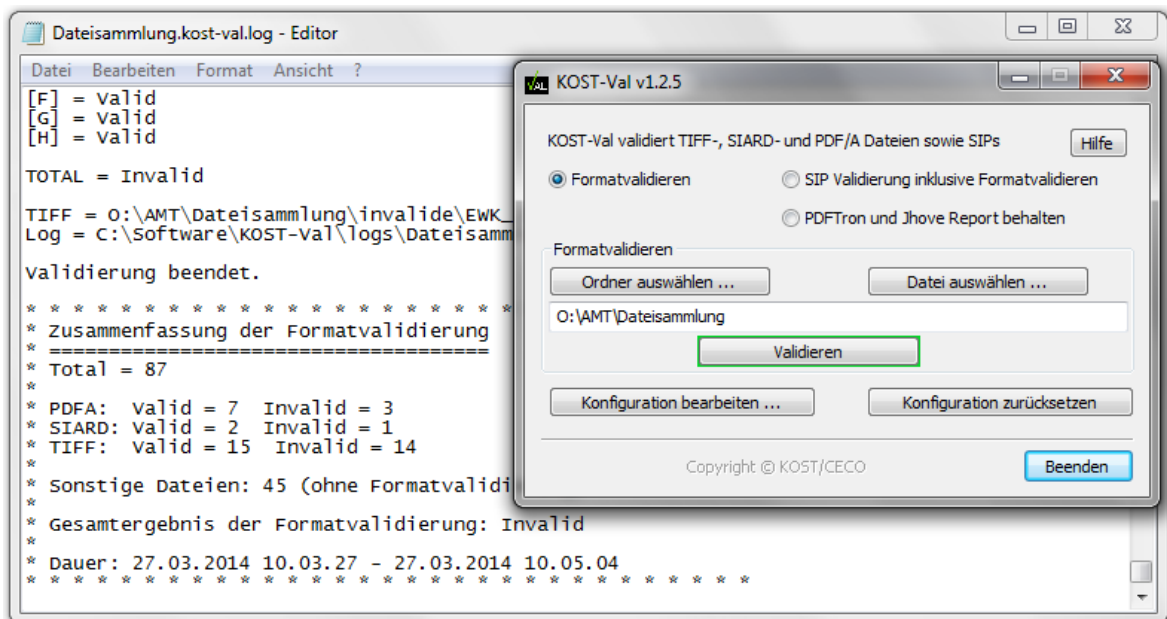 Dateisammlung.kost-val.log - Editor
Datei Bearbeiten Format Ansicht ?
[F] = Valid
[G] = Valid
[H] = Valid
TOTAL = Invalid
TIFF = O:\AMT\Dateisammlung\invalide\EWK_
Log = C:\Software\KOST-Val\logs\Dateisamm
Validierung beendet.
* * * * * * * * * * * * * * * * * * * * *
* Zusammenfassung der Formatvalidierung
* =====================================
* Total = 87
*
* PDFA: Valid = 7 Invalid = 3
* SIARD: Valid = 2 Invalid = 1
* TIFF: Valid = 15 Invalid = 14
*
* Sonstige Dateien: 45 (ohne Formatvalidi
*
* Gesamtergebnis der Formatvalidierung: Invalid
*
* Dauer: 27.03.2014 10.03.27 - 27.03.2014 10.05.04
* * * * * * * * * * * * * * * * * * * * * * * * * * * * * * *
VAL KOST-Val v1.2.5
KOST-Val validiert TIFF-, SIARD- und PDF/A Dateien sowie SIPs
Hilfe
Formatvalidieren
SIP Validierung inklusive Formatvalidieren
PDFTron und Jhove Report behalten
Formatvalidieren
Ordner auswählen ...
Datei auswählen ...
O:\AMT\Dateisammlung
Validieren
Konfiguration bearbeiten ...
Konfiguration zurücksetzen
Copyright © KOST/CECO
Beenden